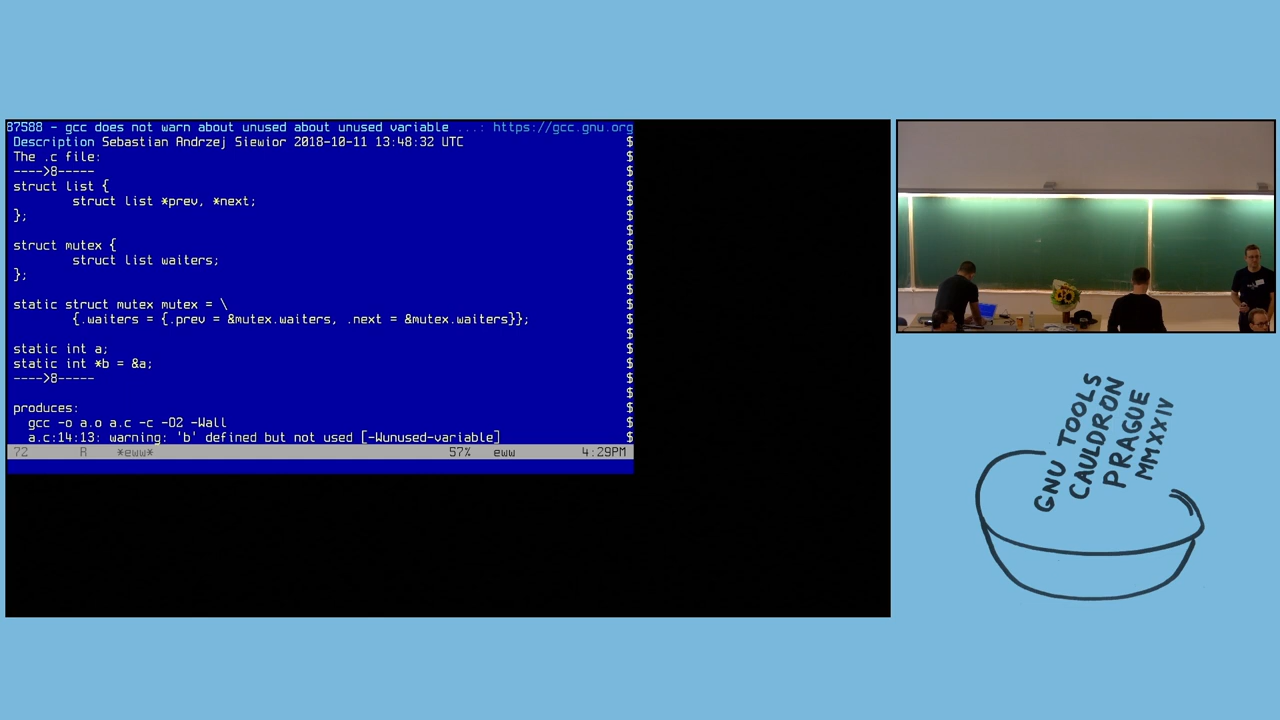 87588 - gcc does not warn about unused about unused variable ...: https://gcc.gnu.org
Description Sebastian Andrzej Siewior 2018-10-11 13:48:32 UTC $
The .c file: $
---->8----- $
struct list { $
struct list *prev, *next; $
}; $
$
struct mutex { $
struct list waiters; $
}; $
$
static struct mutex mutex = \ $
{.waiters = {.prev = &mutex.waiters, .next = &mutex.waiters}}; $
$
static int a; $
static int *b = &a; $
---->8----- $
$
produces: $
gcc -o a.o a.c -c -O2 -Wall $
a.c:14:13: warning: 'b' defined but not used [-Wunused-variable] $
72 R *eww* 57% eww 4:29PM
GNU TOOLS
CAULDRON
PRAGUE
MMXXIV